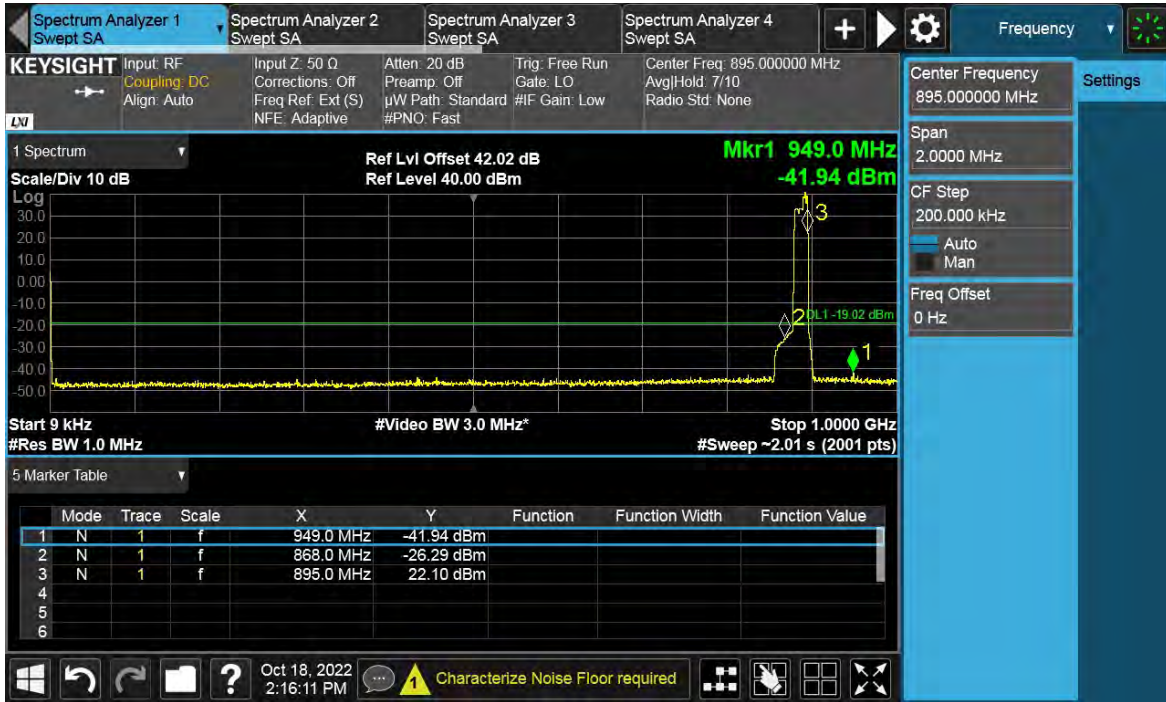 Spectrum Analyzer 1
Swept SA
Spectrum Analyzer 2
Swept SA
Spectrum Analyzer 3
Swept SA
Spectrum Analyzer 4
Swept SA
+
Frequency
KEYSIGHT
LXI
Input: RF
Coupling: DC
Align: Auto
Input Z: 50 Ω
Corrections: Off
Freq Ref: Ext (S)
NFE: Adaptive
Atten: 20 dB
Preamp: Off
µW Path: Standard
#PNO: Fast
Trig: Free Run
Gate: LO
#IF Gain: Low
Center Freq: 895.000000 MHz
Avg|Hold: 7/10
Radio Std: None
Center Frequency
895.000000 MHz
Settings
Span
2.0000 MHz
CF Step
200.000 kHz
Auto
Man
Freq Offset
0 Hz
1 Spectrum
Scale/Div 10 dB
Ref Lvl Offset 42.02 dB
Ref Level 40.00 dBm
Mkr1 949.0 MHz
-41.94 dBm
Log
30.0
20.0
10.0
0.00
-10.0
-20.0
-30.0
-40.0
-50.0
3
2
DL1 -19.02 dBm
1
Start 9 kHz
#Video BW 3.0 MHz*
Stop 1.0000 GHz
#Res BW 1.0 MHz
#Sweep ~2.01 s (2001 pts)
5 Marker Table
Mode Trace Scale X Y Function Function Width Function Value
1 N 1 f 949.0 MHz -41.94 dBm
2 N 1 f 868.0 MHz -26.29 dBm
3 N 1 f 895.0 MHz 22.10 dBm
4
5
6
?
Oct 18, 2022
2:16:11 PM
1
Characterize Noise Floor required